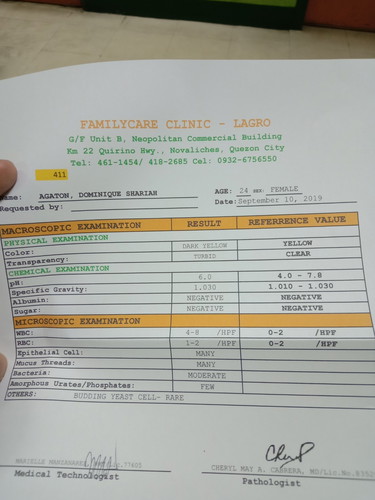 FAMILYCARE CLINIC - LAGRO
G/F Unit B, Neopolitan Commercial Building
Km 22 Quirino Hwy., Novaliches, Quezon City
Tel: 461-1454/ 418-2685 Cel: 0932-6756550
411
Name: AGATON, DOMINIQUE SHARIAH AGE: 24 SEX: FEMALE
Requested by: Date: September 10, 2019
MACROSCOPIC EXAMINATION RESULT REFERRENCE VALUE
PHYSICAL EXAMINATION
Color: DARK YELLOW YELLOW
Transparency: TURBID CLEAR
CHEMICAL EXAMINATION
pH: 6.0 4.0 - 7.8
Specific Gravity: 1.030 1.010 - 1.030
Albumin: NEGATIVE NEGATIVE
Sugar: NEGATIVE NEGATIVE
MICROSCOPIC EXAMINATION
WBC: 4-8 /HPF 0-2 /HPF
RBC: 1-2 /HPF 0-2 /HPF
Epithelial Cell: MANY
Mucus Threads: MANY
Bacteria: MODERATE
Amorphous Urates/Phosphates: FEW
OTHERS: BUDDING YEAST CELL- RARE
MARIELLE
CHERYL MAY A. CABRERA, MD/Lic.No.
Medical Technologist Pathologist